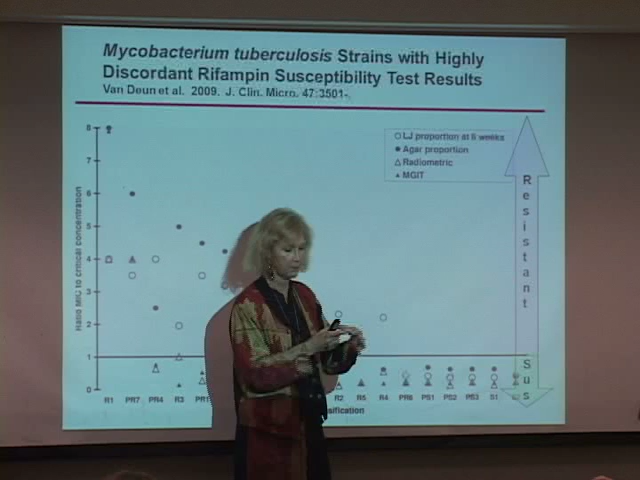 Mycobacterium tuberculosis Strains with Highly
Discordant Rifampin Susceptibility Test Results
Van Deun et al. 2009. J. Clin. Micro. 47:3501-
LJ proportion at 6 weeks
Agar proportion
Radiometric
MGIT
Resistant
Sus
Ratio MIC to critical concentration
8
7
6
5
4
3
2
1
0
R1 PR7 PR4 R3 R2 R5 R4 PR6 PS1 PS2 PS3 S1
sification